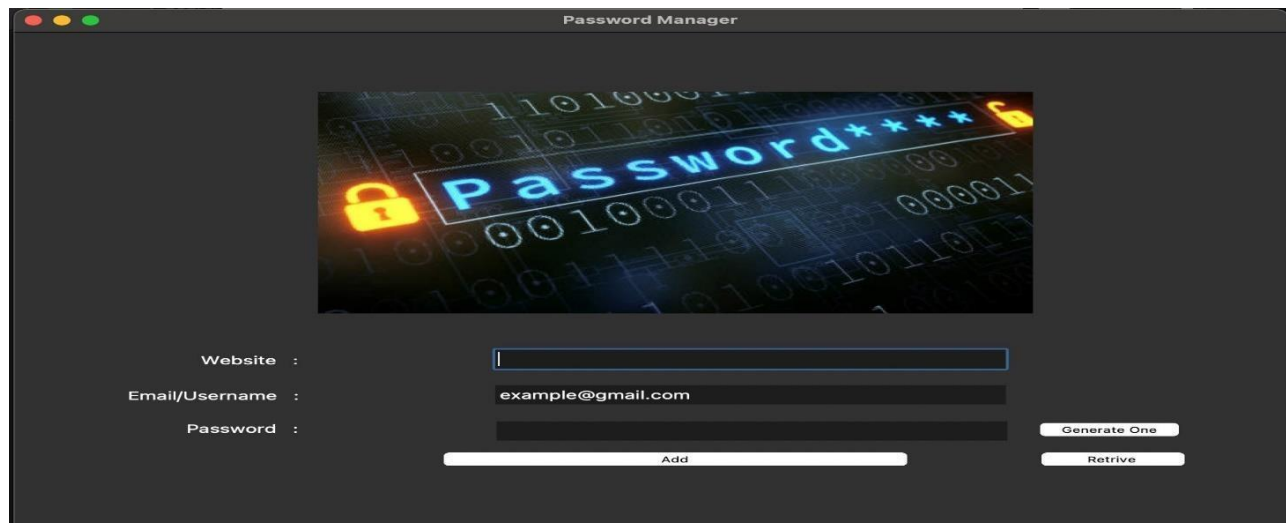 Password Manager
Password****
Website :
Email/Username : example@gmail.com
Password : Generate One
Add Retrive